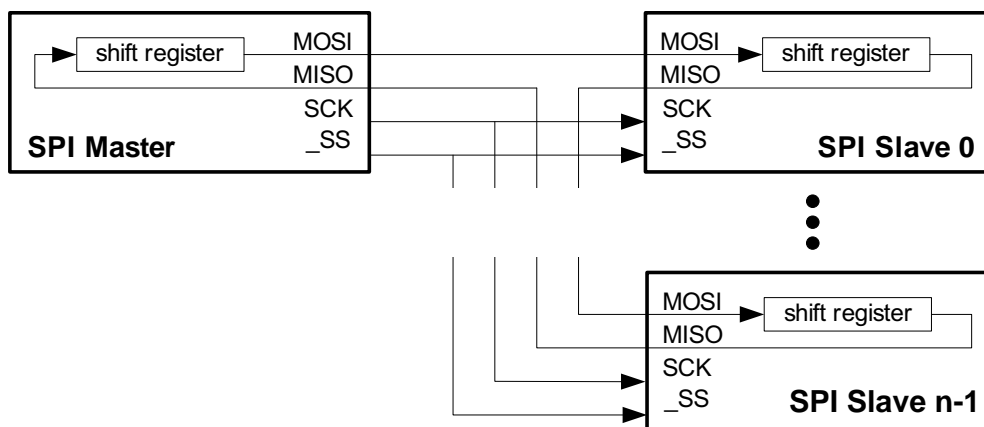 shift register
MOSI
MISO
SCK
_SS
SPI Master
MOSI
MISO
SCK
_SS
shift register
SPI Slave 0
MOSI
MISO
SCK
_SS
shift register
SPI Slave n-1